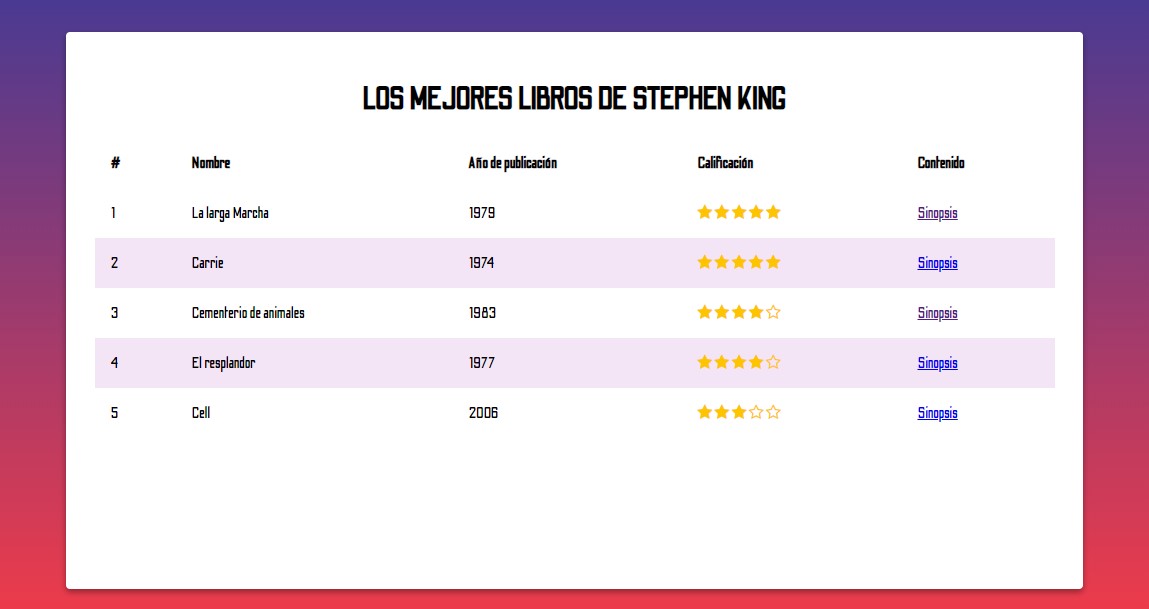 LOS MEJORES LIBROS DE STEPHEN KING
# Nombre Año de publicación Calificación Contenido
1 La larga Marcha 1979 Sinopsis
2 Carrie 1974 Sinopsis
3 Cementerio de animales 1983 Sinopsis
4 El resplandor 1977 Sinopsis
5 Cell 2006 Sinopsis